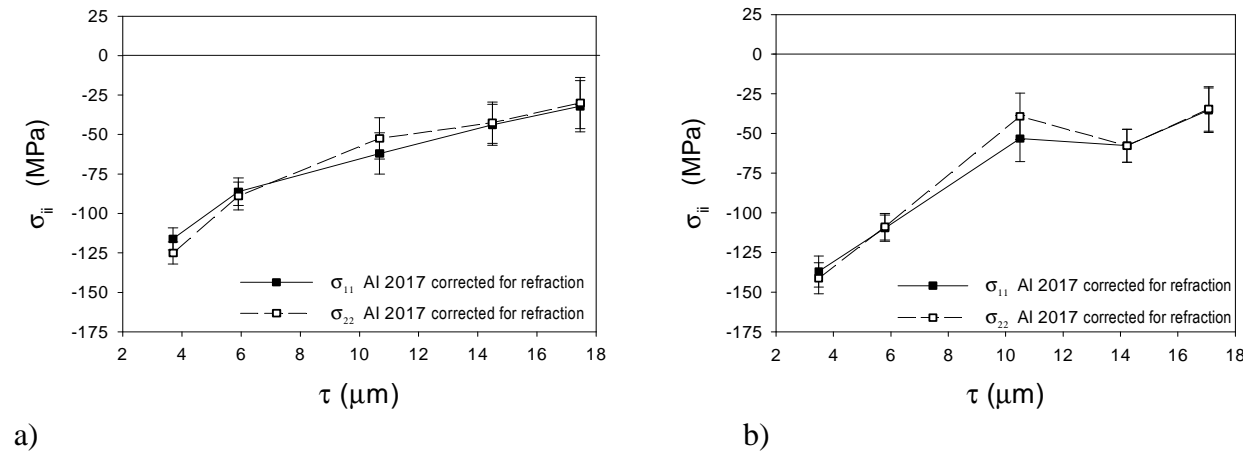 25
0
-25
-50
-75
-100
-125
-150
-175
σii (MPa)
σ11 Al 2017 corrected for refraction
σ22 Al 2017 corrected for refraction
2 4 6 8 10 12 14 16 18
τ (μm)
a)
25
0
-25
-50
-75
-100
-125
-150
-175
σii (MPa)
σ11 Al 2017 corrected for refraction
σ22 Al 2017 corrected for refraction
2 4 6 8 10 12 14 16 18
τ (μm)
b)